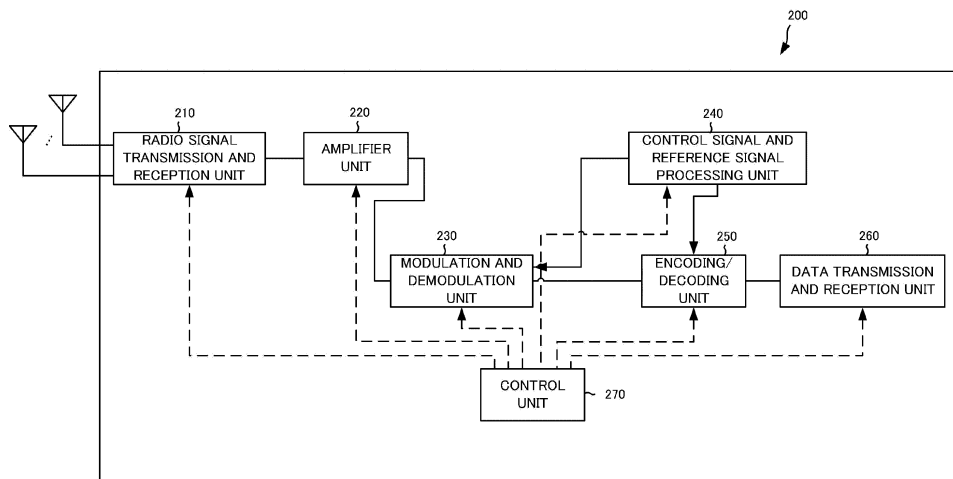 200
210
RADIO SIGNAL
TRANSMISSION AND
RECEPTION UNIT
220
AMPLIFIER
UNIT
240
CONTROL SIGNAL AND
REFERENCE SIGNAL
PROCESSING UNIT
230
MODULATION AND
DEMODULATION
UNIT
250
ENCODING/
DECODING
UNIT
260
DATA TRANSMISSION
AND RECEPTION UNIT
CONTROL
UNIT
270